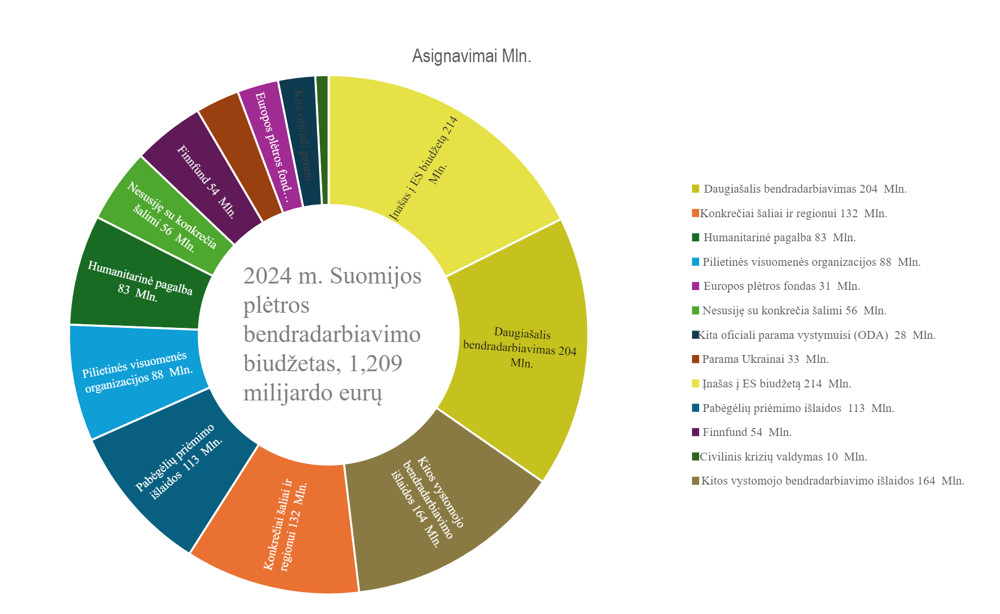 Asignavimai Mln.
Įnašas į ES biudžetą 214
Mln.
Daugiašalis
bendradarbiavimas 204
Mln.
Kitos vystomojo
bendradarbiavimo
išlaidos 164 Mln.
Konkrečiai šaliai ir
regionui 132 Mln.
Pabėgėlių priėmimo
išlaidos 113 Mln.
Pilietinės visuomenės
organizacijos 88 Mln.
Humanitarinė pagalba
83 Mln.
Nesusiję su konkrečia
šalimi 56 Mln.
Finnfund 54 Mln.
Europos plėtros fond…
Kita oficiali param…
2024 m. Suomijos
plėtros
bendradarbiavimo
biudžetas, 1,209
milijardo eurų
Daugiašalis bendradarbiavimas 204 Mln.
Konkrečiai šaliai ir regionui 132 Mln.
Humanitarinė pagalba 83 Mln.
Pilietinės visuomenės organizacijos 88 Mln.
Europos plėtros fondas 31 Mln.
Nesusiję su konkrečia šalimi 56 Mln.
Kita oficiali parama vystymuisi (ODA) 28 Mln.
Parama Ukrainai 33 Mln.
Įnašas į ES biudžetą 214 Mln.
Pabėgėlių priėmimo išlaidos 113 Mln.
Finnfund 54 Mln.
Civilinis krizių valdymas 10 Mln.
Kitos vystomojo bendradarbiavimo išlaidos 164 Mln.